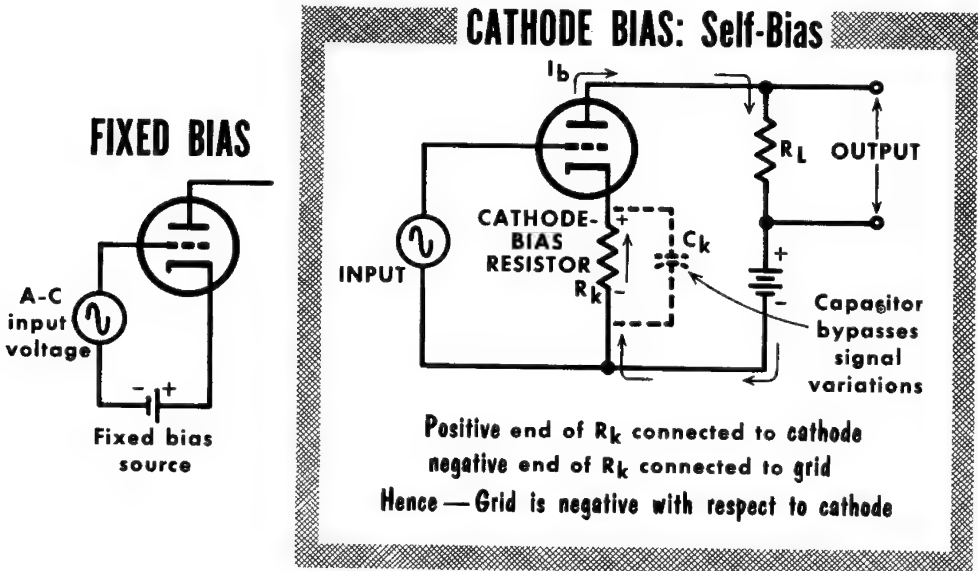 CATHODE BIAS: Self-Bias
FIXED BIAS
A-C
input
voltage
- +
Fixed bias
source
Ib
INPUT
CATHODE-
BIAS
RESISTOR
Rk
+
-
Ck
RL
OUTPUT
+
-
Capacitor
bypasses
signal
variations
Positive end of Rk connected to cathode
negative end of Rk connected to grid
Hence — Grid is negative with respect to cathode